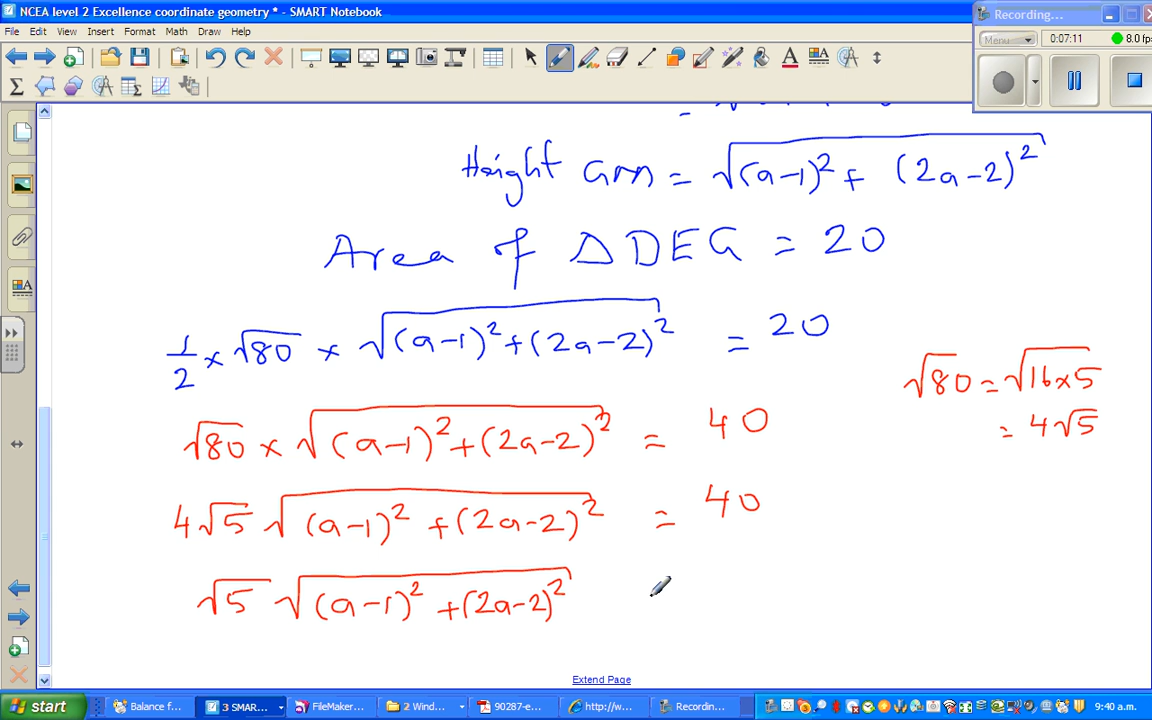 NCEA level 2 Excellence coordinate geometry * - SMART Notebook
Recording...
File Edit View Insert Format Math Draw Help
Menu
0:07:11
8.0 fp
Height GM = √((a-1)² + (2a-2)²)
Area of ΔDEG = 20
1/2 × √80 × √((a-1)²+(2a-2)²) = 20
√80 = √(16×5)
= 4√5
√80 × √((a-1)²+(2a-2)²) = 40
4√5 √((a-1)² +(2a-2)²) = 40
√5 √((a-1)² +(2a-2)²)
Extend Page
start
Balance f...
3 SMAR...
FileMaker...
2 Wind...
90287-e...
http://w...
Recordin...
9:40 a.m.